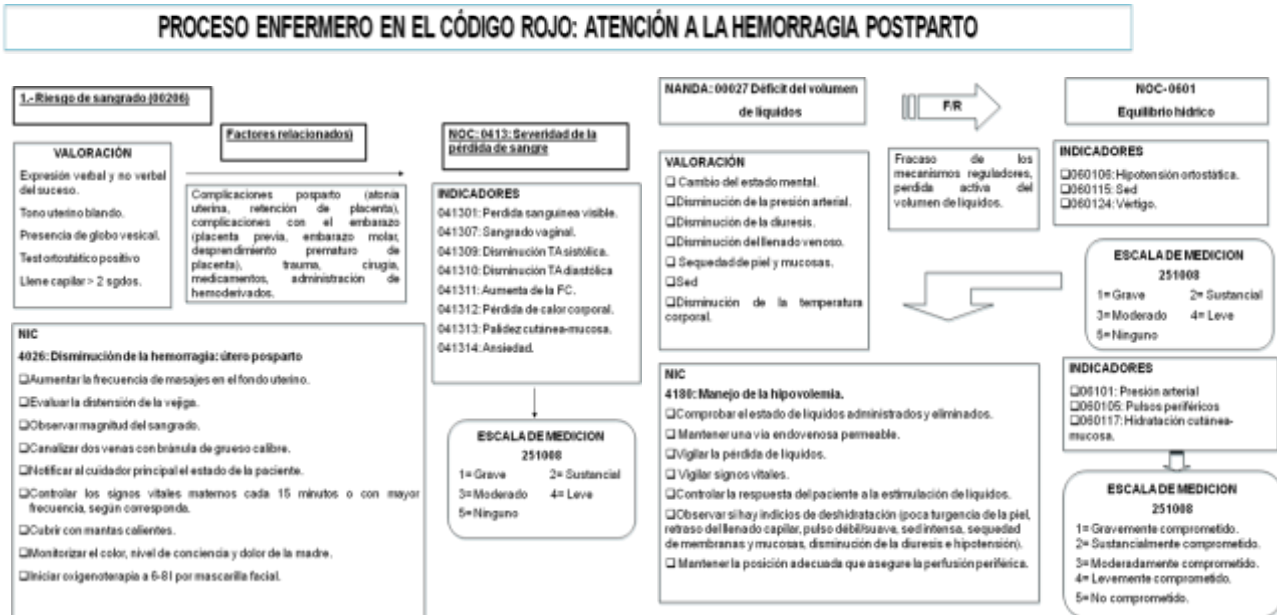 PROCESO ENFERMERO EN EL CÓDIGO ROJO: ATENCIÓN A LA HEMORRAGIA POSTPARTO
1.- Riesgo de sangrado (00206)
Factores relacionados)
VALORACIÓN
Expresión verbal y no verbal
del suceso.
Tono uterino blando.
Presencia de globo vesical.
Test ortostático positivo
Llene capilar > 2 sgdos.
Complicaciones posparto (atonía
uterina, retención de placenta),
complicaciones con el embarazo
(placenta previa, embarazo molar,
desprendimiento prematuro de
placenta), trauma, cirugía,
medicamentos, administración de
hemoderivados.
NOC: 0413: Severidad de la
pérdida de sangre
INDICADORES
041301: Perdida sanguínea visible.
041307: Sangrado vaginal.
041309: Disminución TA sistólica.
041310: Disminución TA diastólica
041311: Aumenta de la FC.
041312: Pérdida de calor corporal.
041313: Palidez cutánea-mucosa.
041314: Ansiedad.
ESCALA DE MEDICION
251008
1= Grave 2= Sustancial
3= Moderado 4= Leve
5= Ninguno
NIC
4026: Disminución de la hemorragia: útero posparto
❑Aumentar la frecuencia de masajes en el fondo uterino.
❑Evaluar la distensión de la vejiga.
❑Observar magnitud del sangrado.
❑Canalizar dos venas con bránula de grueso calibre.
❑Notificar al cuidador principal el estado de la paciente.
❑Controlar los signos vitales maternos cada 15 minutos o con mayor
frecuencia, según corresponda.
❑Cubrir con mantas calientes.
❑Monitorizar el color, nivel de conciencia y dolor de la madre.
❑Iniciar oxigenoterapia a 6-8l por mascarilla facial.
NANDA: 00027 Déficit del volumen
de líquidos
F/R
NOC- 0601
Equilibrio hídrico
VALORACIÓN
❑ Cambio del estado mental.
❑Disminución de la presión arterial.
❑Disminución de la diuresis.
❑Disminución del llenado venoso.
❑ Sequedad de piel y mucosas.
❑Sed
❑Disminución de la temperatura
corporal.
Fracaso de los
mecanismos reguladores,
perdida activa del
volumen de líquidos.
INDICADORES
❑060106: Hipotensión ortostática.
❑060115: Sed
❑060124: Vértigo.
ESCALA DE MEDICION
251008
1= Grave 2= Sustancial
3= Moderado 4= Leve
5= Ninguno
NIC
4180: Manejo de la hipovolemia.
❑Comprobar el estado de líquidos administrados y eliminados.
❑ Mantener una vía endovenosa permeable.
❑Vigilar la pérdida de líquidos.
❑ Vigilar signos vitales.
❑Controlar la respuesta del paciente a la estimulación de líquidos.
❑Observar si hay indicios de deshidratación (poca turgencia de la piel,
retraso del llenado capilar, pulso débil/suave, sed intensa, sequedad
de membranas y mucosas, disminución de la diuresis e hipotensión).
❑ Mantener la posición adecuada que asegure la perfusión periférica.
INDICADORES
❑06101: Presión arterial
❑060105: Pulsos periféricos
❑060117: Hidratación cutánea-
mucosa.
ESCALA DE MEDICION
251008
1= Gravemente comprometido.
2= Sustancialmente comprometido.
3= Moderadamente comprometido.
4= Levemente comprometido.
5= No comprometido.